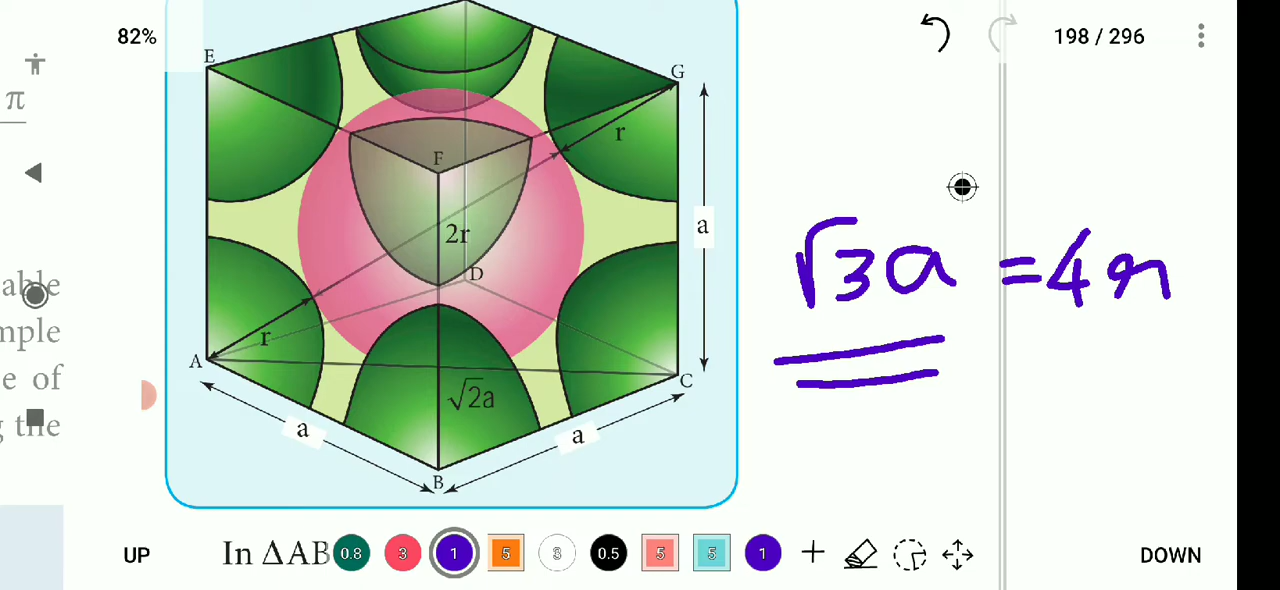 82%
198 / 296
π
E
G
r
F
a
2r
D
able
√3a = 4r
mple
r
A
C
e of
√2a
g the
a
a
B
UP
In ΔAB
0.8
3
1
5
3
0.5
5
5
1
DOWN